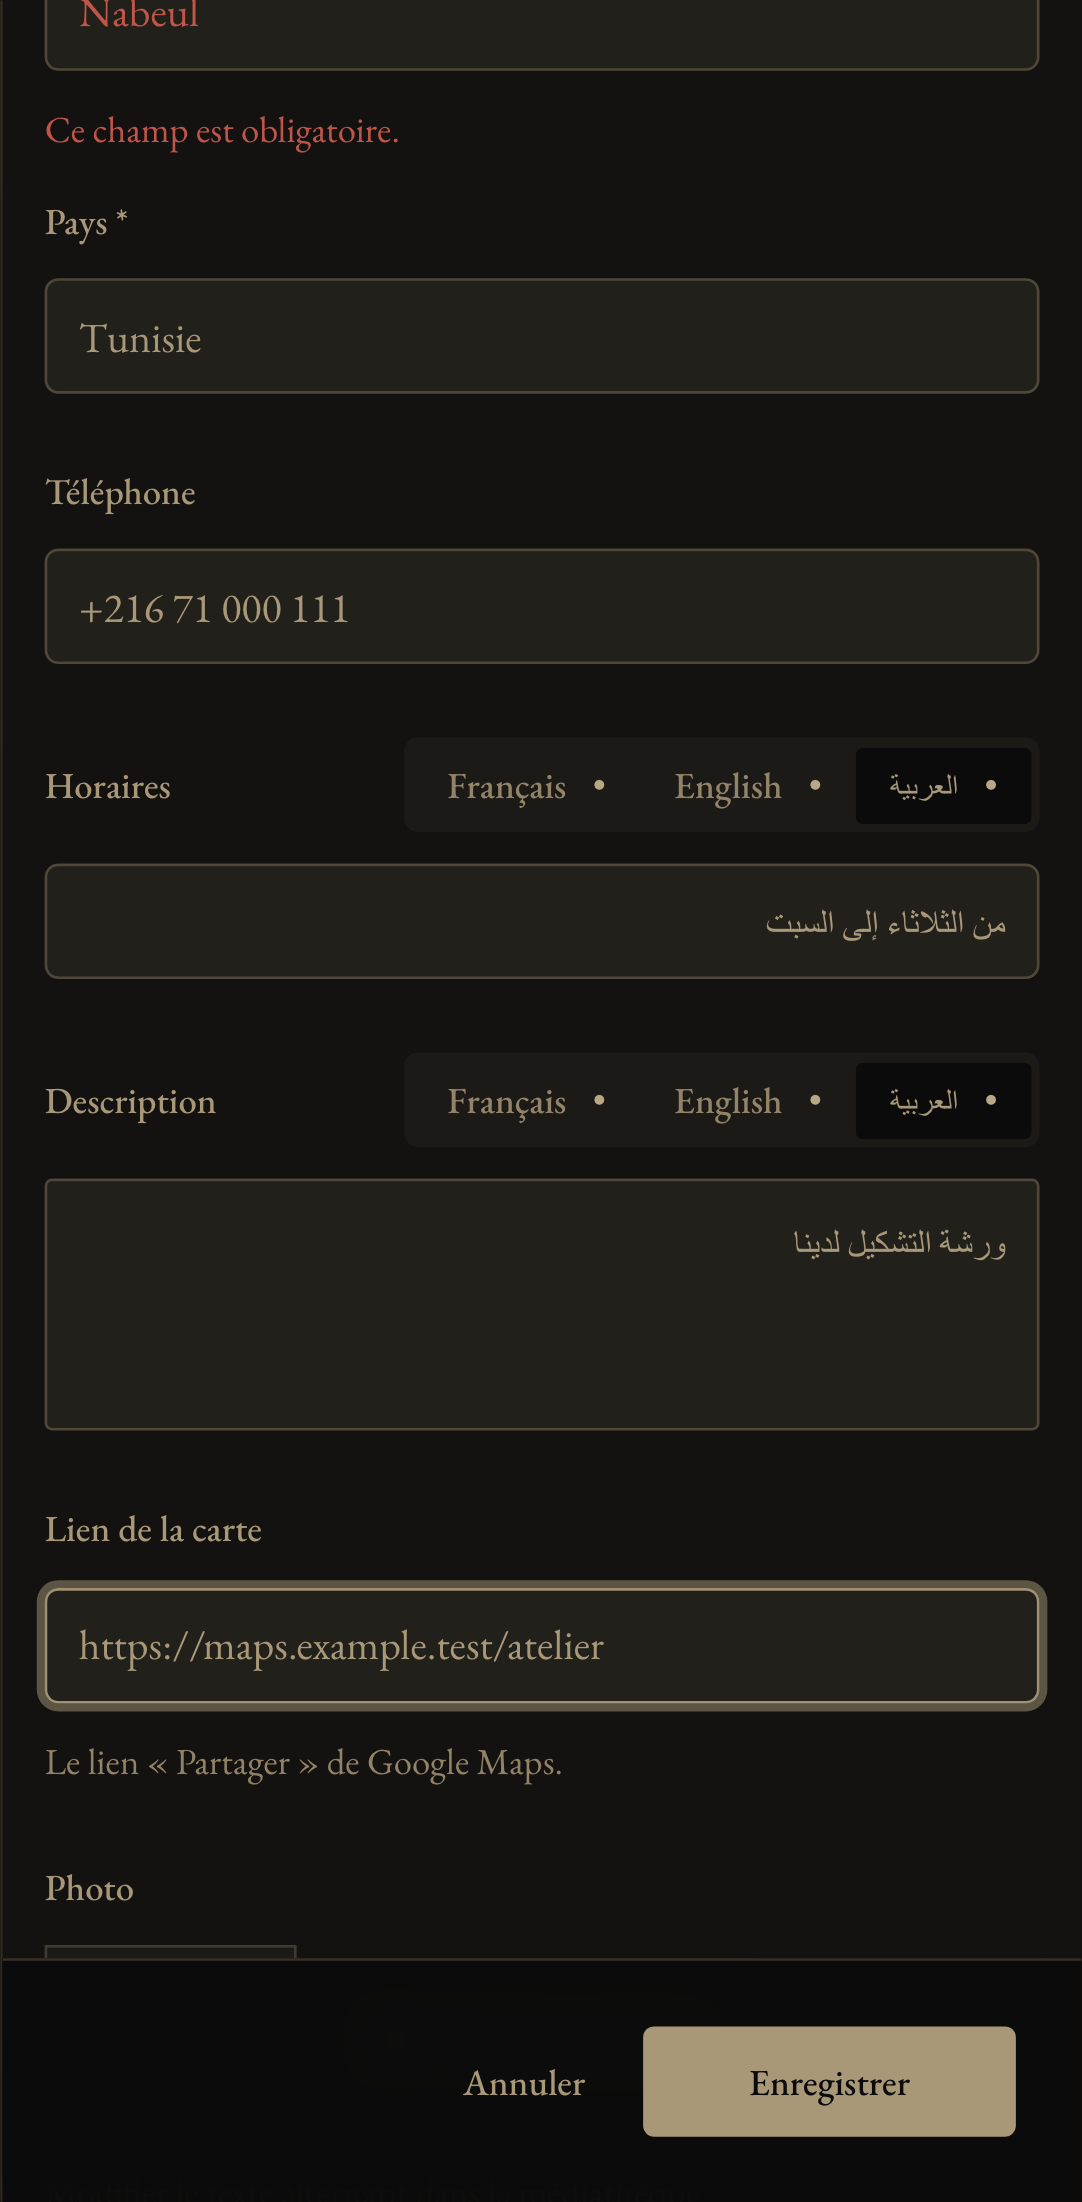 Nabeul
Ce champ est obligatoire.
Pays *
Tunisie
Téléphone
+216 71 000 111
Horaires
Français •
English •
العربية •
من الثلاثاء إلى السبت
Description
Français •
English •
العربية •
ورشة التشكيل لدينا
Lien de la carte
https://maps.example.test/atelier
Le lien « Partager » de Google Maps.
Photo
Annuler
Enregistrer